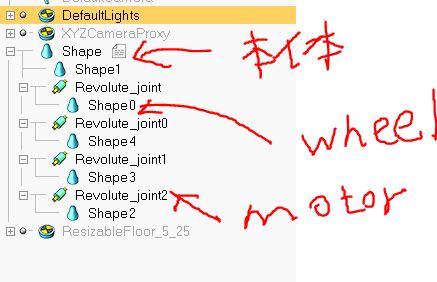 DefaultLights
XYZCameraProxy
Shape 本体
Shape1
Revolute_joint
Shape0 wheel
Revolute_joint0
Shape4
Revolute_joint1
Shape3
Revolute_joint2 motor
Shape2
ResizableFloor_5_25